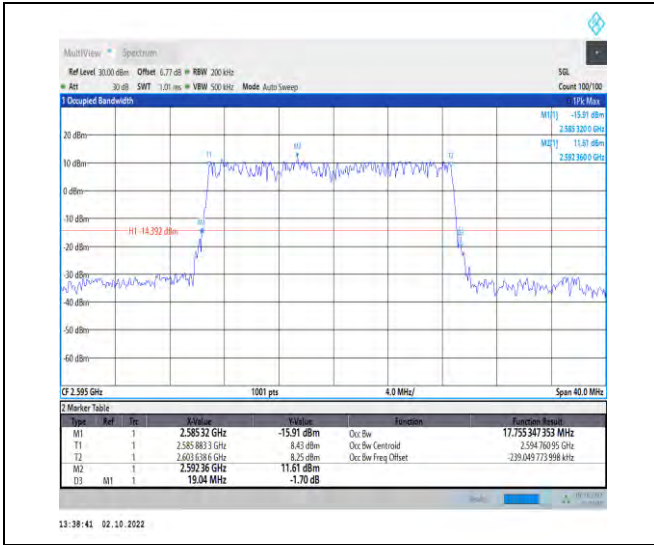 MultiView Spectrum
Ref Level 30.00 dBm Offset 6.77 dB RBW 200 kHz SGL
Att 30 dB SWT 1.01 ms VBW 500 kHz Mode Auto Sweep Count 100/100
1 Occupied Bandwidth 1Pk Max
M1[1] -15.91 dBm
2.585 320 0 GHz
20 dBm
M2[1] 11.61 dBm
2.592 360 0 GHz
T1 M2 T2
10 dBm
0 dBm
-10 dBm
H1 -14.392 dBm
-20 dBm
-30 dBm
-40 dBm
-50 dBm
-60 dBm
CF 2.595 GHz 1001 pts 4.0 MHz/ Span 40.0 MHz
2 Marker Table
Type Ref Trc X-Value Y-Value Function Function Result
M1 1 2.585 32 GHz -15.91 dBm Occ Bw 17.755 347 353 MHz
T1 1 2.585 883 3 GHz 8.43 dBm Occ Bw Centroid 2.594 760 95 GHz
T2 1 2.603 638 6 GHz 8.25 dBm Occ Bw Freq Offset -239.049 773 998 kHz
M2 1 2.592 36 GHz 11.61 dBm
D3 M1 1 19.04 MHz -1.70 dB
13:38:41 02.10.2022